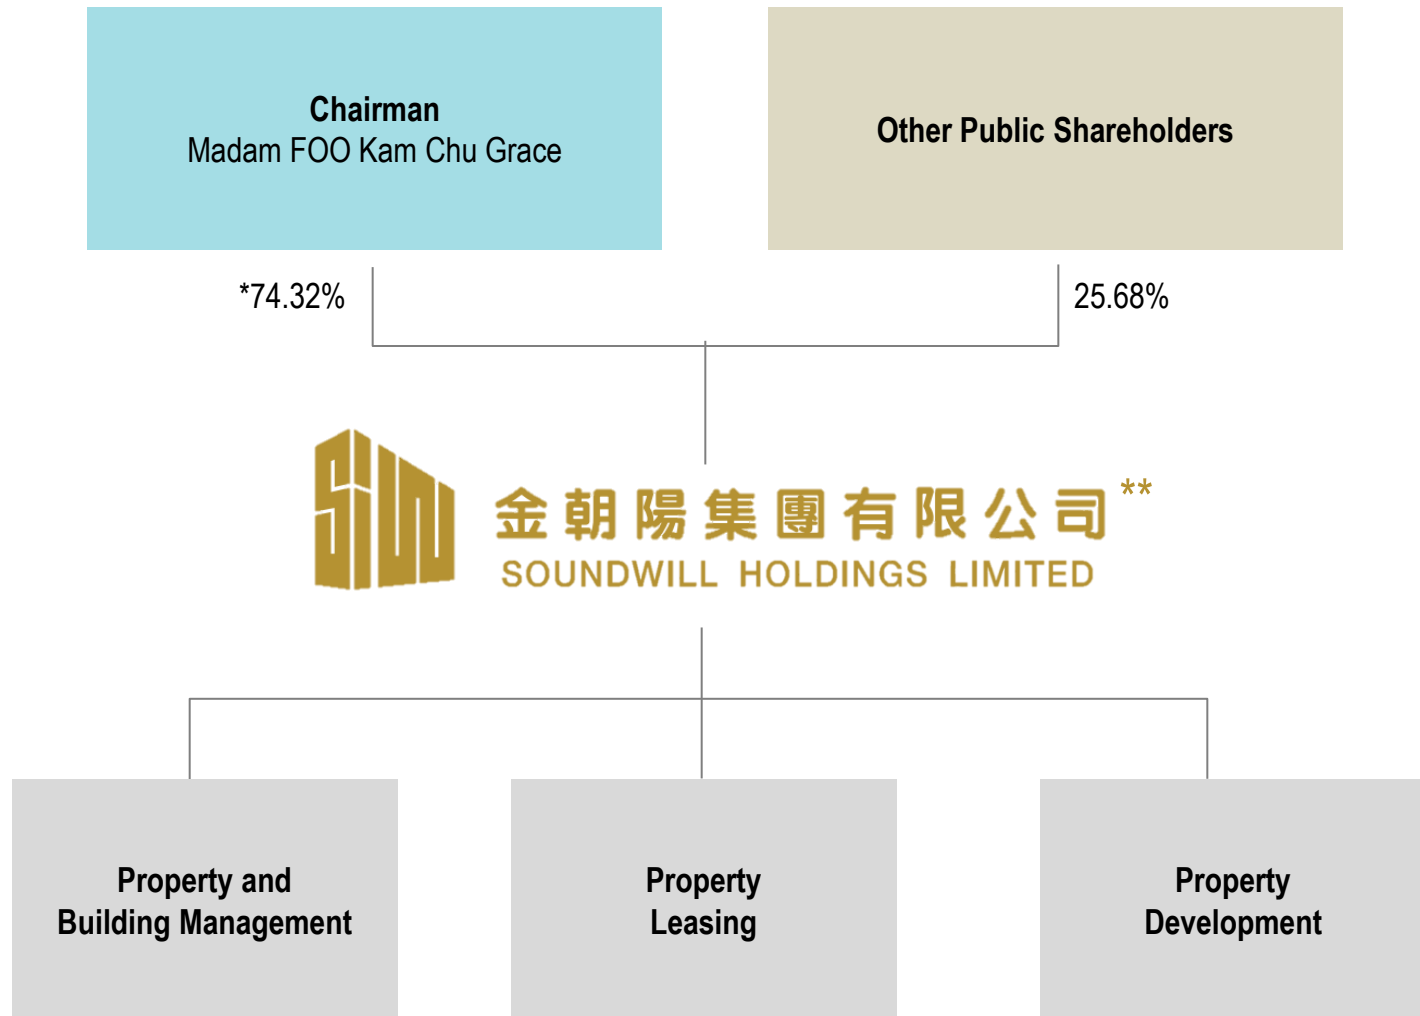 Chairman
Madam FOO Kam Chu Grace
Other Public Shareholders
*74.32%
25.68%
金朝陽集團有限公司**
SOUNDWILL HOLDINGS LIMITED
Property and
Building Management
Property
Leasing
Property
Development